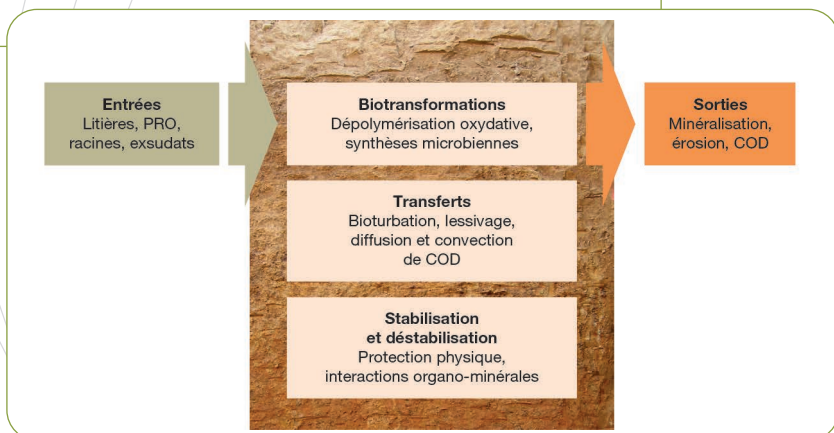 Entrées
Litières, PRO,
racines, exsudats
Biotransformations
Dépolymérisation oxydative,
synthèses microbiennes
Transferts
Bioturbation, lessivage,
diffusion et convection
de COD
Stabilisation
et déstabilisation
Protection physique,
interactions organo-minérales
Sorties
Minéralisation,
érosion, COD